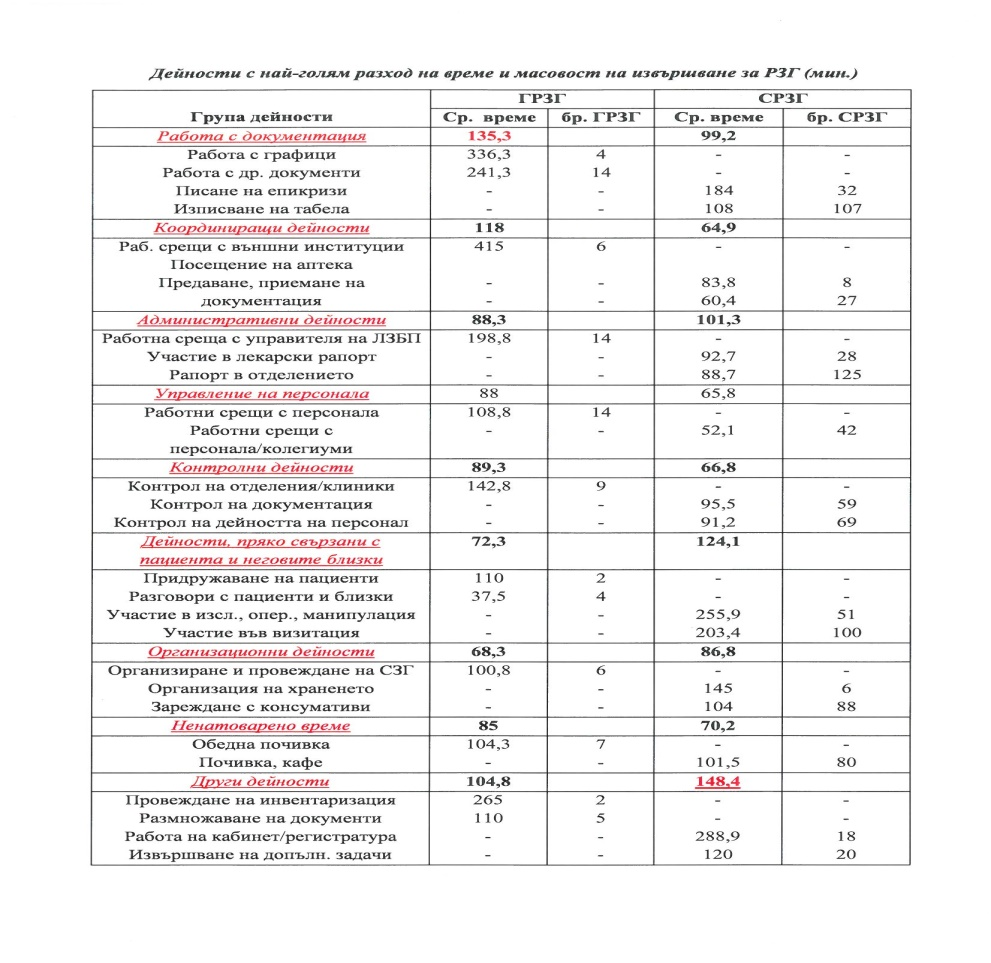 Дейности с най-голям разход на време и масовост на извършване за РЗГ (мин.)
ГРЗГ СРЗГ
Група дейности Ср. време бр. ГРЗГ Ср. време бр. СРЗГ
Работа с документация 135,3 99,2
Работа с графици 336,3 4 - -
Работа с др. документи 241,3 14 - -
Писане на епикризи - - 184 32
Изписване на табела - - 108 107
Координиращи дейности 118 64,9
Раб. срещи с външни институции 415 6 - -
Посещение на аптека
Предаване, приемане на - - 83,8 8
документация - - 60,4 27
Административни дейности 88,3 101,3
Работна среща с управителя на ЛЗБП 198,8 14 - -
Участие в лекарски рапорт - - 92,7 28
Рапорт в отделението - - 88,7 125
Управление на персонала 88 65,8
Работни срещи с персонала 108,8 14 - -
Работни срещи с - - 52,1 42
персонала/колегиуми
Контролни дейности 89,3 66,8
Контрол на отделения/клиники 142,8 9 - -
Контрол на документация - - 95,5 59
Контрол на дейността на персонал - - 91,2 69
Дейности, пряко свързани с 72,3 124,1
пациента и неговите близки
Придружаване на пациенти 110 2 - -
Разговори с пациенти и близки 37,5 4 - -
Участие в изсл., опер., манипулация - - 255,9 51
Участие във визитация - - 203,4 100
Организационни дейности 68,3 86,8
Организиране и провеждане на СЗГ 100,8 6 - -
Организация на храненето - - 145 6
Зареждане с консумативи - - 104 88
Ненатоварено време 85 70,2
Обедна почивка 104,3 7 - -
Почивка, кафе - - 101,5 80
Други дейности 104,8 148,4
Провеждане на инвентаризация 265 2 - -
Размножаване на документи 110 5 - -
Работа на кабинет/регистратура - - 288,9 18
Извършване на допълн. задачи - - 120 20